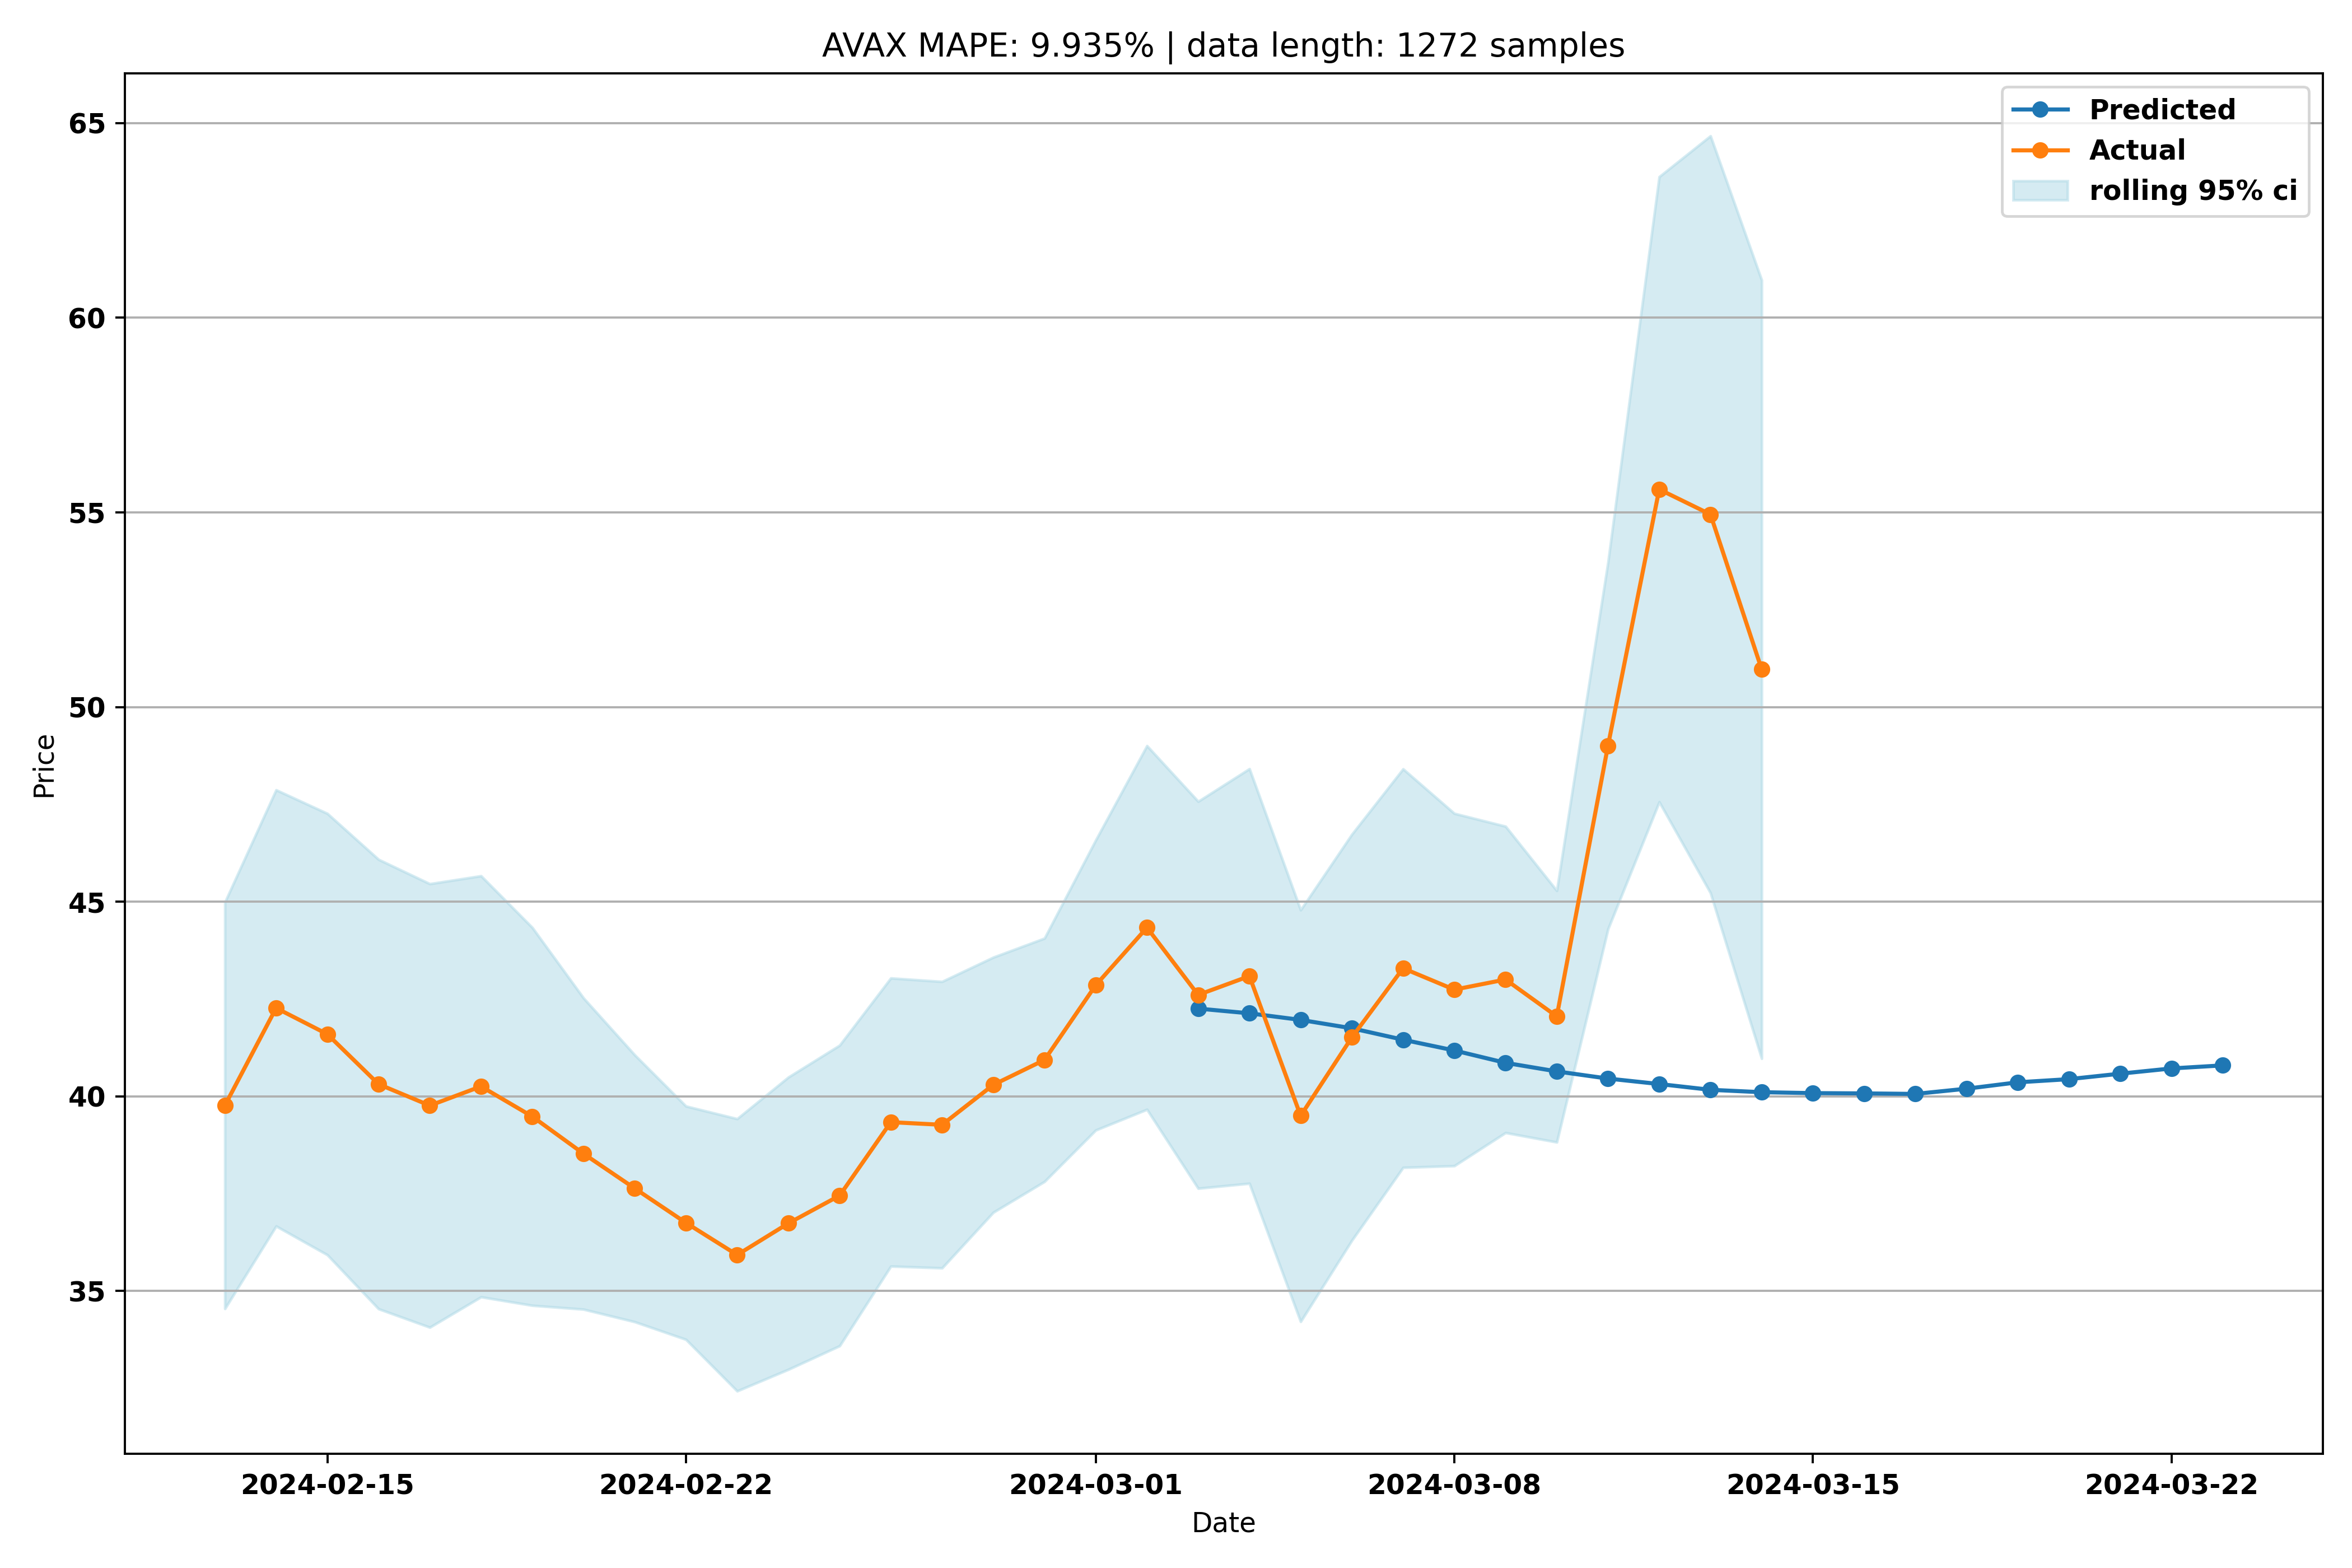 AVAX MAPE: 9.935% | data length: 1272 samples
Predicted
Actual
rolling 95% ci
65
60
55
50
45
40
35
Price
2024-02-15
2024-02-22
2024-03-01
2024-03-08
2024-03-15
2024-03-22
Date